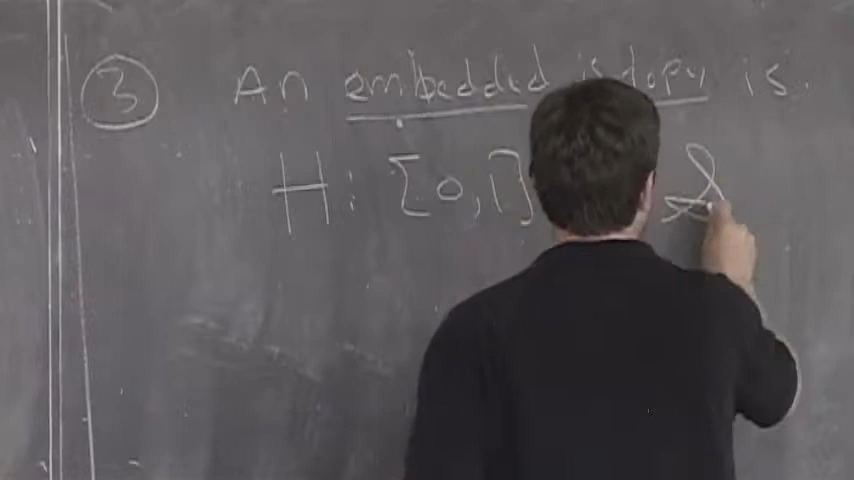 ③ An embedded isotopy is
H: [0,1]